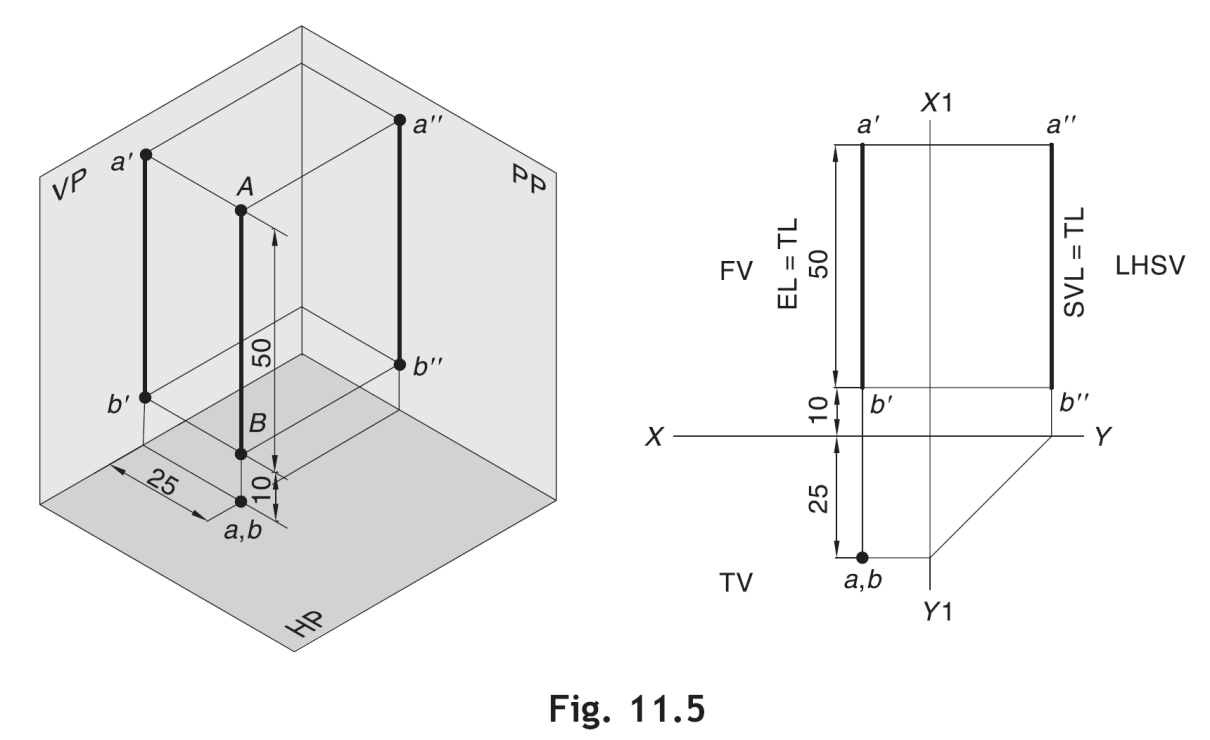 VP
PP
a'
a''
A
b'
B
b''
50
25
10
a,b
HP
X1
a'
a''
FV
EL = TL
50
SVL = TL
LHSV
b'
b''
10
X
Y
25
TV
a,b
Y1
Fig. 11.5